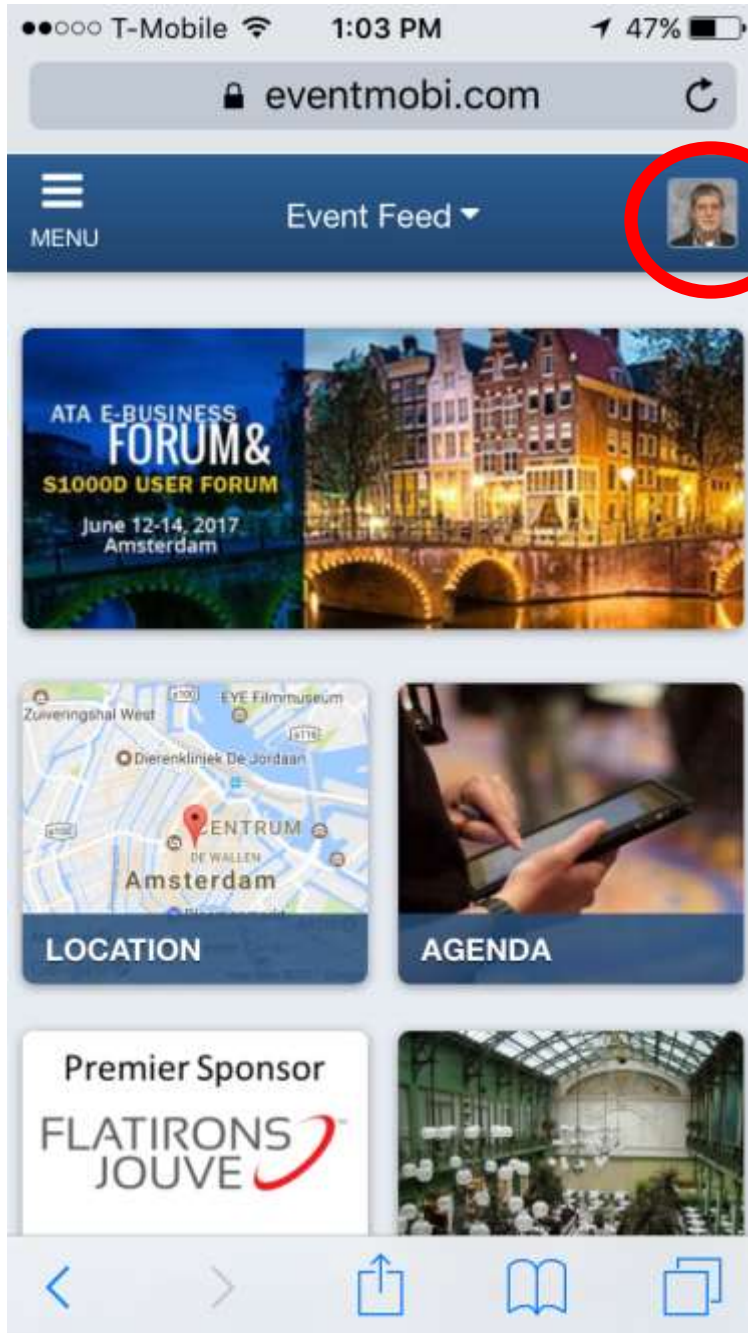 T-Mobile 1:03 PM 47%
eventmobi.com
MENU
Event Feed
ATA E-BUSINESS
FORUM&
S1000D USER FORUM
June 12-14, 2017
Amsterdam
s100
EYE Filmmuseum
Zuiveringshal West
s116
Dierenkliniek De Jordaan
CENTRUM
DE WALLEN
Amsterdam
LOCATION
AGENDA
Premier Sponsor
FLATIRONS
JOUVE